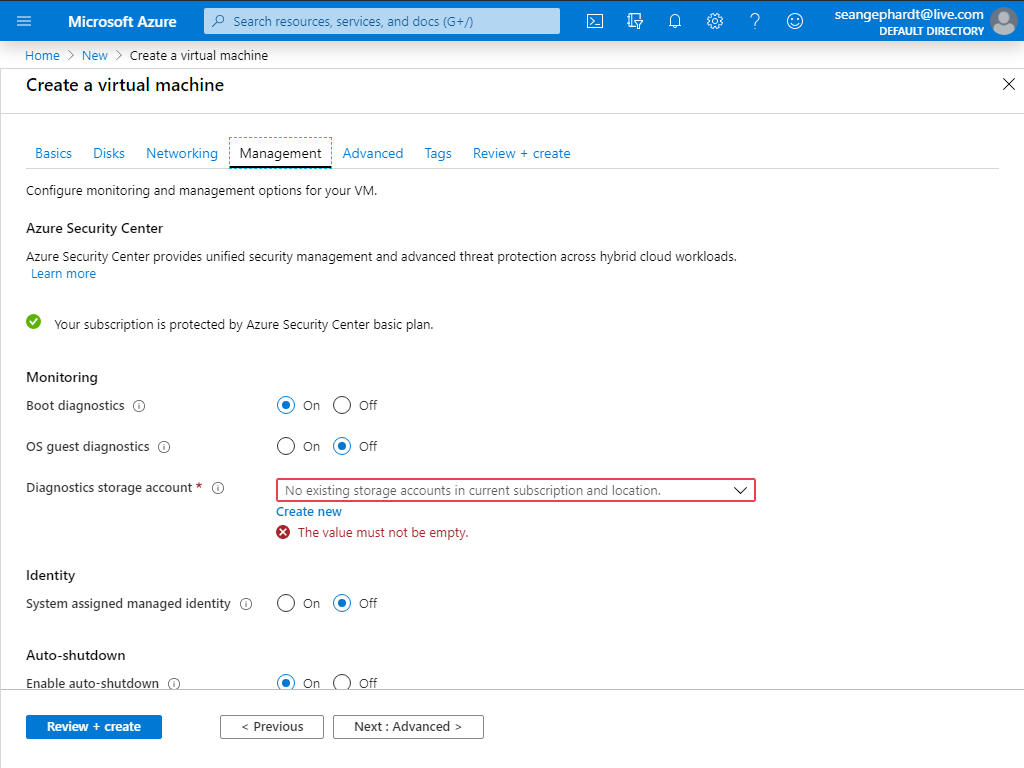 Microsoft Azure
Search resources, services, and docs (G+/)
seangephardt@live.com
DEFAULT DIRECTORY
Home > New > Create a virtual machine
Create a virtual machine
Basics Disks Networking Management Advanced Tags Review + create
Configure monitoring and management options for your VM.
Azure Security Center
Azure Security Center provides unified security management and advanced threat protection across hybrid cloud workloads.
Learn more
Your subscription is protected by Azure Security Center basic plan.
Monitoring
Boot diagnostics On Off
OS guest diagnostics On Off
Diagnostics storage account * No existing storage accounts in current subscription and location.
Create new
The value must not be empty.
Identity
System assigned managed identity On Off
Auto-shutdown
Enable auto-shutdown On Off
Review + create < Previous Next : Advanced >